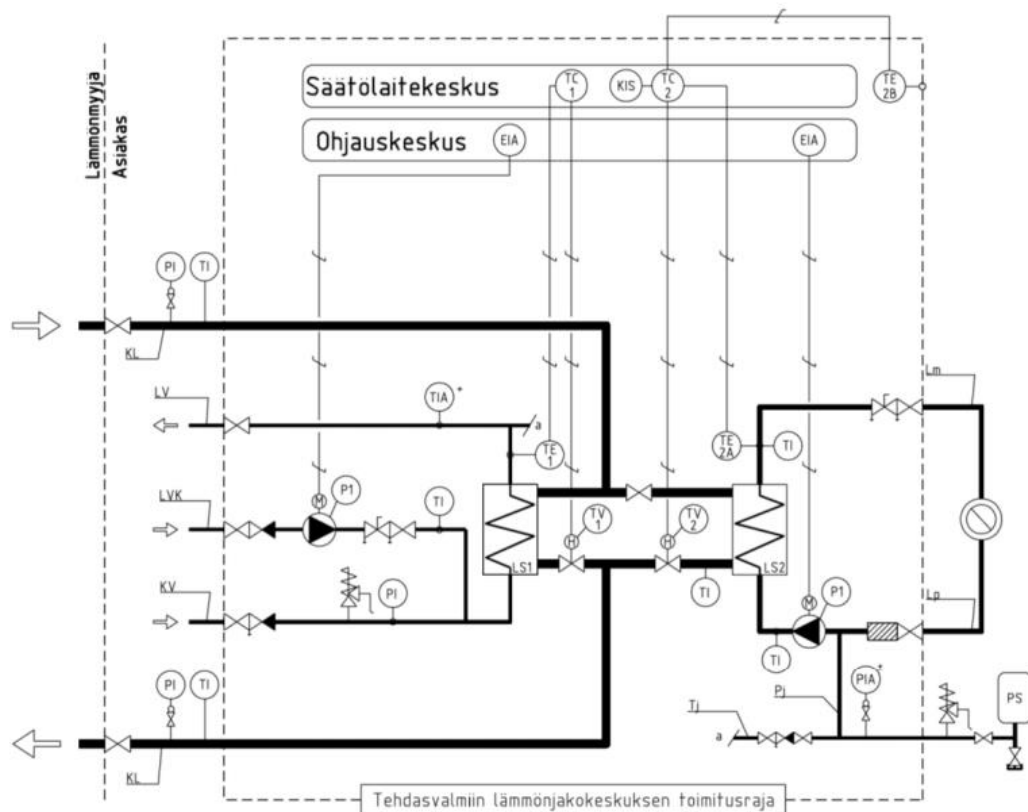 TE
2B
TC
1
KIS
TC
2
Säätölaitekeskus
Ohjauskeskus
EIA
EIA
Lämmönmyyjä
Asiakas
PI
TI
KL
LV
TIA +
a
TE
1
TE
2A
TI
Lm
LVK
M
P1
TI
TV
1
TV
2
M
M
LS1
LS2
TI
KV
PI
M
P1
Lp
TI
PI
TI
Pj
PIA +
PS
Tj
a
KL
Tehdasvalmiin lämmönjakokeskuksen toimitusraja